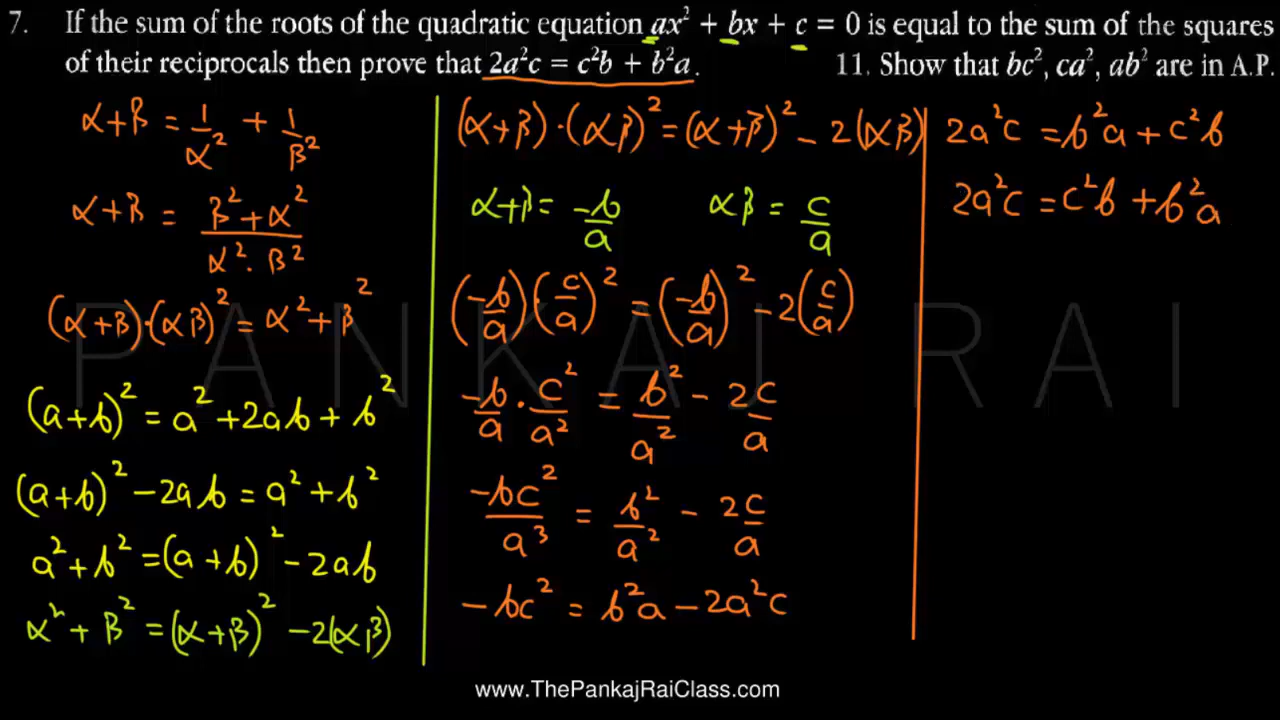 7. If the sum of the roots of the quadratic equation ax² + bx + c = 0 is equal to the sum of the squares
of their reciprocals then prove that 2a²c = c²b + b²a. 11. Show that bc², ca², ab² are in A.P.
α+β = 1/α² + 1/β²
α+β = (β²+α²)/(α².β²)
(α+β).(αβ)² = α²+β²
(a+b)² = a²+2ab+b²
(a+b)²-2ab = a²+b²
a²+b² = (a+b)²-2ab
α²+β² = (α+β)²-2(αβ)
(α+β).(αβ)² = (α+β)²-2(αβ)
α+β = -b/a αβ = c/a
(-b/a)(c/a)² = (-b/a)² - 2(c/a)
-b/a . c²/a² = b²/a² - 2c/a
-bc²/a³ = b²/a² - 2c/a
-bc² = b²a-2a²c
2a²c = b²a+c²b
2a²c = c²b+b²a
PANKAJ RAI
www.ThePankajRaiClass.com